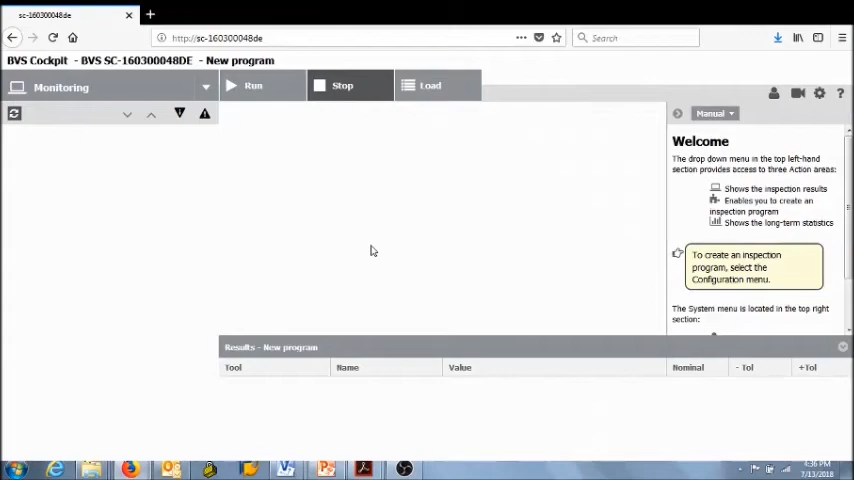 sc-160300048de
http://sc-160300048de
Search
BVS Cockpit - BVS SC-160300048DE - New program
Monitoring
Run
Stop
Load
Manual
Welcome
The drop down menu in the top left-hand
section provides access to three Action areas:
Shows the inspection results
Enables you to create an
inspection program
Shows the long-term statistics
To create an inspection
program, select the
Configuration menu.
The System menu is located in the top right
section:
Results - New program
Tool Name Value Nominal - Tol +Tol
4:36 PM
7/13/2018